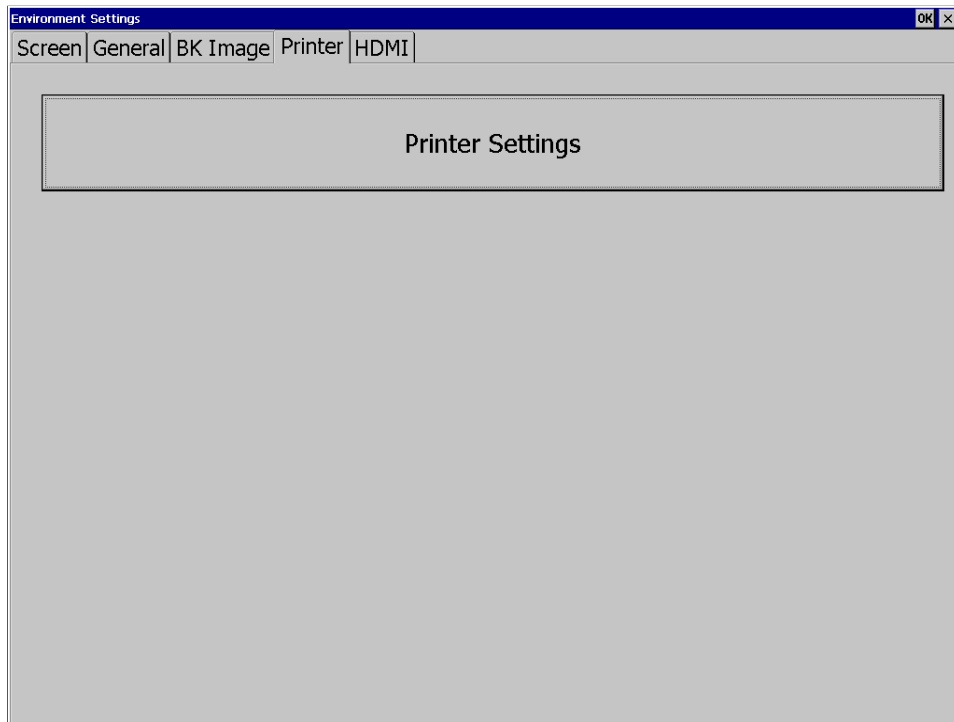 Environment Settings OK ×
Screen General BK Image Printer HDMI
Printer Settings